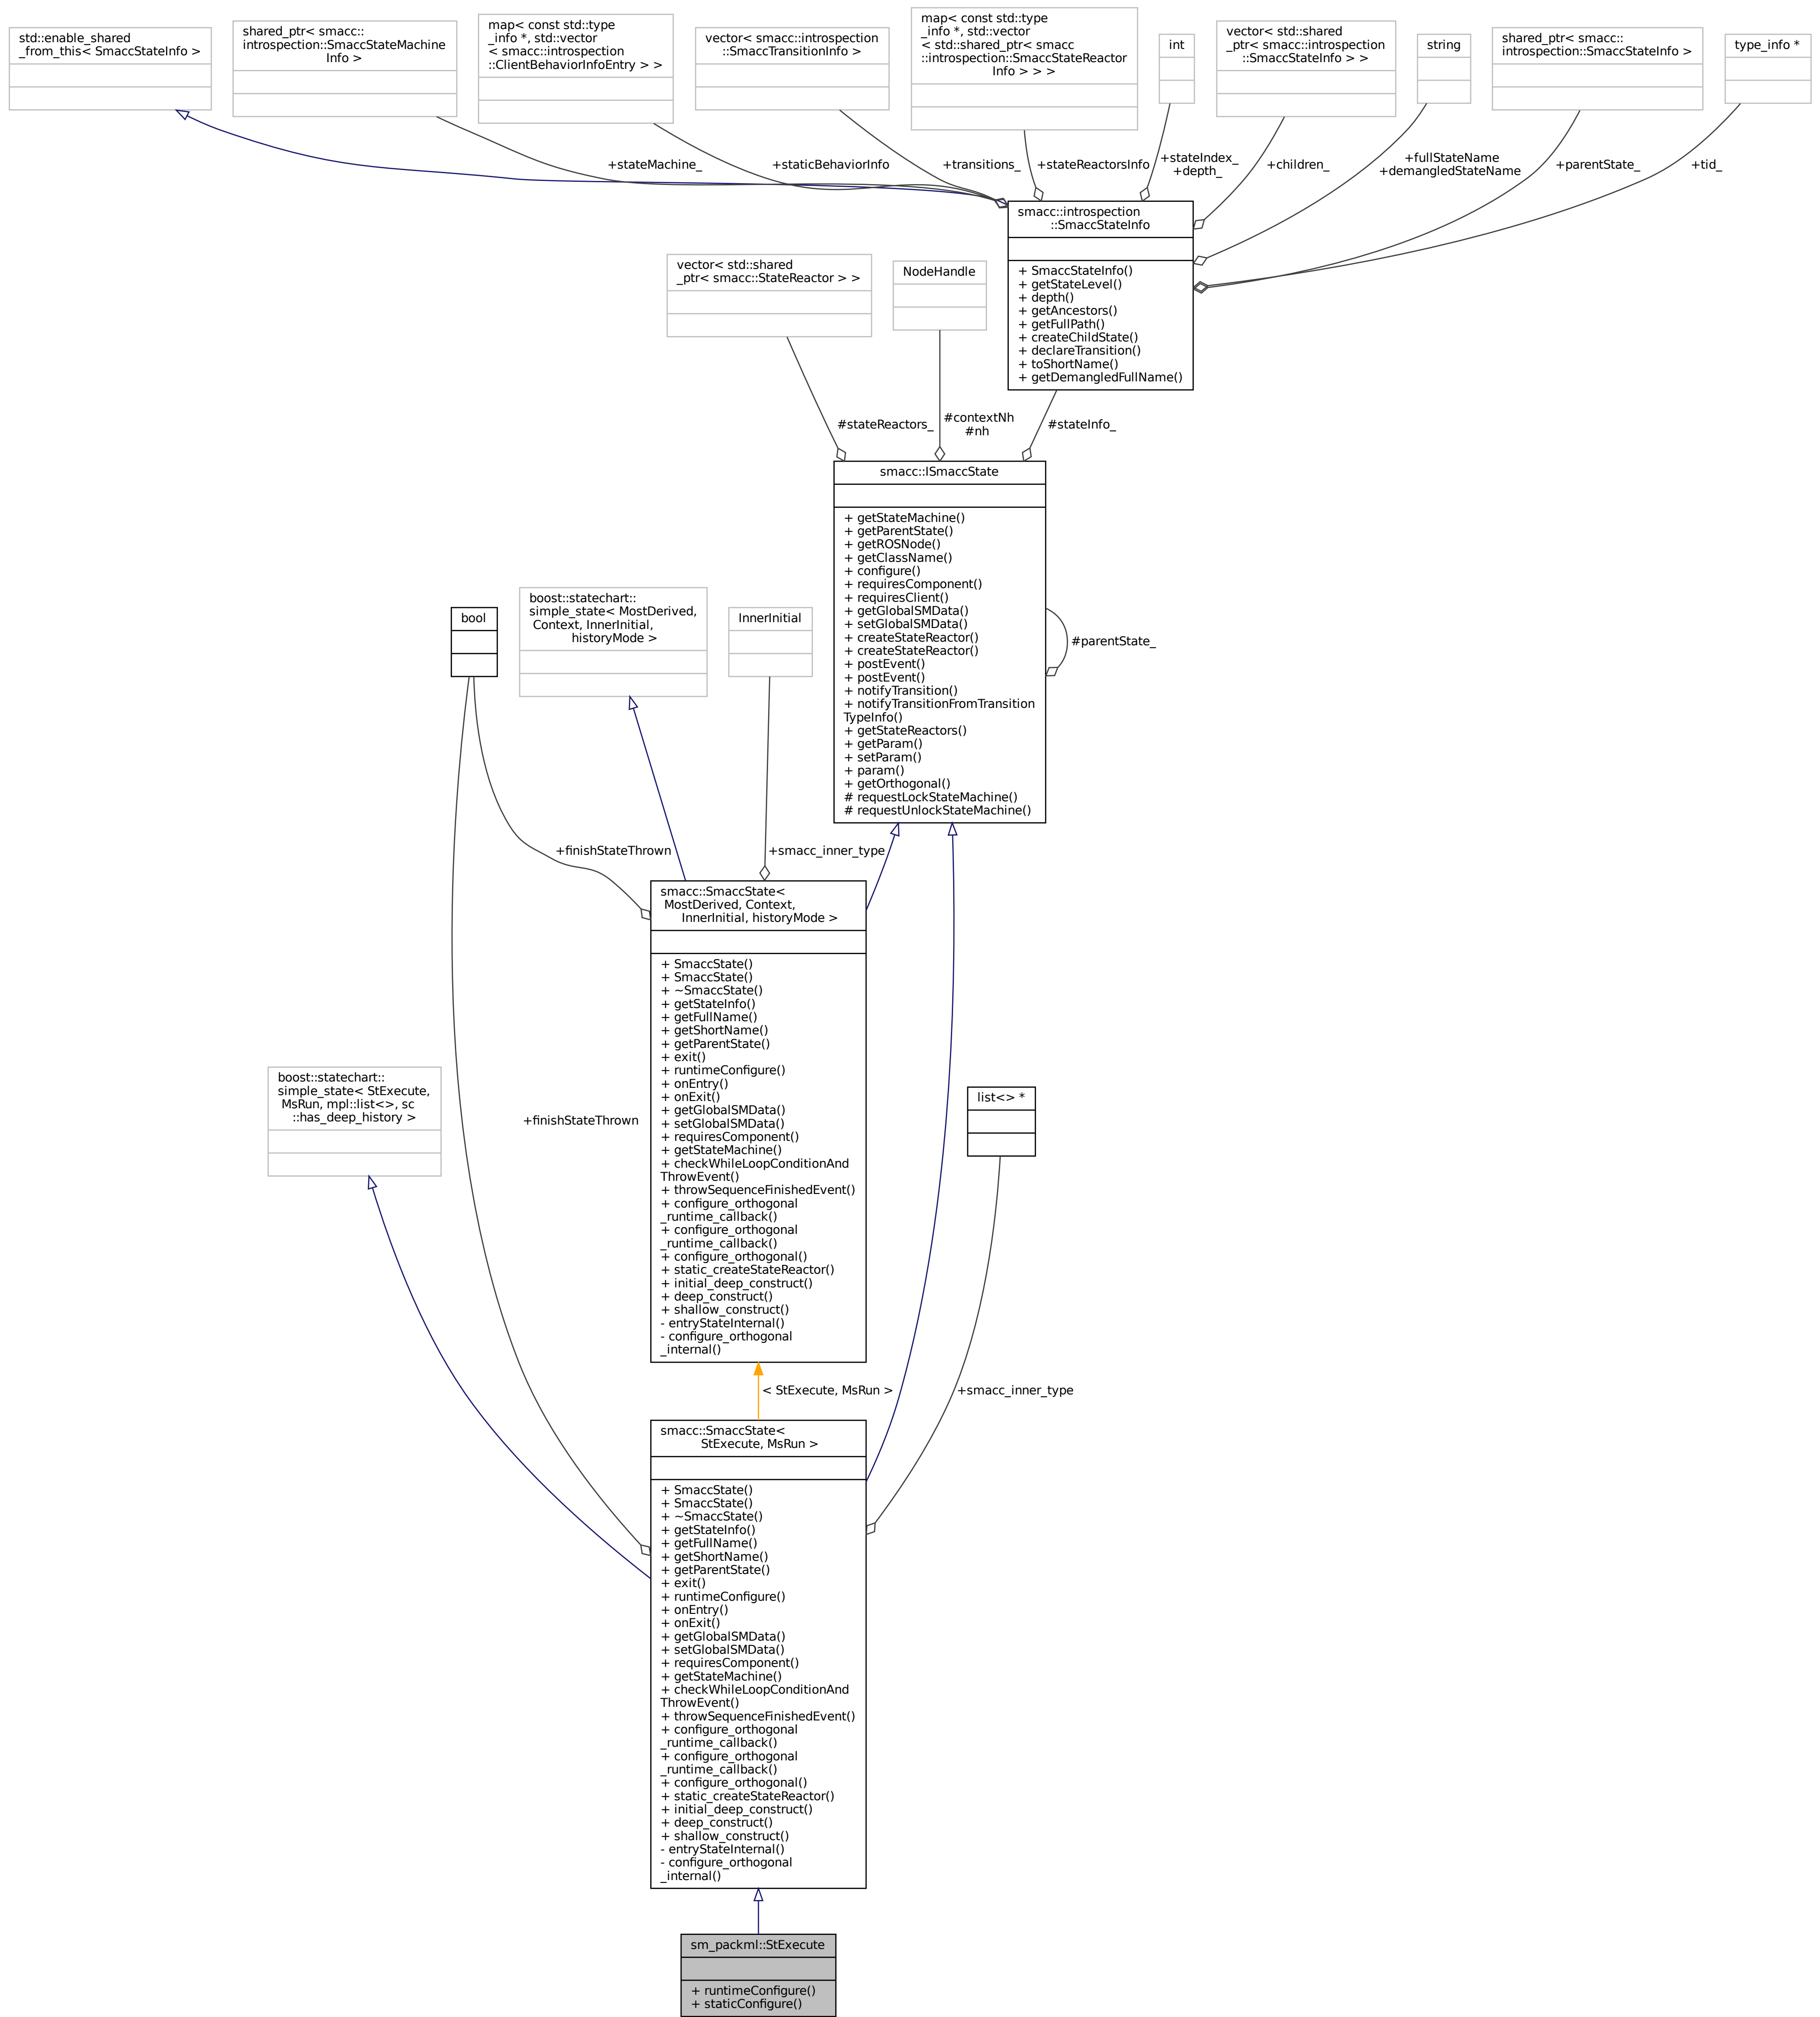 std::enable_shared
_from_this< SmaccStateInfo >
shared_ptr< smacc::
introspection::SmaccStateMachine
Info >
map< const std::type
_info *, std::vector
< smacc::introspection
::ClientBehaviorInfoEntry > >
vector< smacc::introspection
::SmaccTransitionInfo >
map< const std::type
_info *, std::vector
< std::shared_ptr< smacc
::introspection::SmaccStateReactor
Info > > >
int
vector< std::shared
_ptr< smacc::introspection
::SmaccStateInfo > >
string
shared_ptr< smacc::
introspection::SmaccStateInfo >
type_info *
+stateMachine_
+staticBehaviorInfo
+transitions_
+stateReactorsInfo
+stateIndex_
+depth_
+children_
+fullStateName
+demangledStateName
+parentState_
+tid_
smacc::introspection
::SmaccStateInfo
+ SmaccStateInfo()
+ getStateLevel()
+ depth()
+ getAncestors()
+ getFullPath()
+ createChildState()
+ declareTransition()
+ toShortName()
+ getDemangledFullName()
vector< std::shared
_ptr< smacc::StateReactor > >
NodeHandle
#stateReactors_
#contextNh
#nh
#stateInfo_
smacc::ISmaccState
+ getStateMachine()
+ getParentState()
+ getROSNode()
+ getClassName()
+ configure()
+ requiresComponent()
+ requiresClient()
+ getGlobalSMData()
+ setGlobalSMData()
+ createStateReactor()
+ createStateReactor()
+ postEvent()
+ postEvent()
+ notifyTransition()
+ notifyTransitionFromTransition
TypeInfo()
+ getStateReactors()
+ getParam()
+ setParam()
+ param()
+ getOrthogonal()
# requestLockStateMachine()
# requestUnlockStateMachine()
#parentState_
bool
boost::statechart::
simple_state< MostDerived,
Context, InnerInitial,
historyMode >
InnerInitial
+finishStateThrown
+smacc_inner_type
smacc::SmaccState<
MostDerived, Context,
InnerInitial, historyMode >
+ SmaccState()
+ SmaccState()
+ ~SmaccState()
+ getStateInfo()
+ getFullName()
+ getShortName()
+ getParentState()
+ exit()
+ runtimeConfigure()
+ onEntry()
+ onExit()
+ getGlobalSMData()
+ setGlobalSMData()
+ requiresComponent()
+ getStateMachine()
+ checkWhileLoopConditionAnd
ThrowEvent()
+ throwSequenceFinishedEvent()
+ configure_orthogonal
_runtime_callback()
+ configure_orthogonal
_runtime_callback()
+ configure_orthogonal()
+ static_createStateReactor()
+ initial_deep_construct()
+ deep_construct()
+ shallow_construct()
- entryStateInternal()
- configure_orthogonal
_internal()
boost::statechart::
simple_state< StExecute,
MsRun, mpl::list<>, sc
::has_deep_history >
+finishStateThrown
list<> *
< StExecute, MsRun >
+smacc_inner_type
smacc::SmaccState<
StExecute, MsRun >
+ SmaccState()
+ SmaccState()
+ ~SmaccState()
+ getStateInfo()
+ getFullName()
+ getShortName()
+ getParentState()
+ exit()
+ runtimeConfigure()
+ onEntry()
+ onExit()
+ getGlobalSMData()
+ setGlobalSMData()
+ requiresComponent()
+ getStateMachine()
+ checkWhileLoopConditionAnd
ThrowEvent()
+ throwSequenceFinishedEvent()
+ configure_orthogonal
_runtime_callback()
+ configure_orthogonal
_runtime_callback()
+ configure_orthogonal()
+ static_createStateReactor()
+ initial_deep_construct()
+ deep_construct()
+ shallow_construct()
- entryStateInternal()
- configure_orthogonal
_internal()
sm_packml::StExecute
+ runtimeConfigure()
+ staticConfigure()